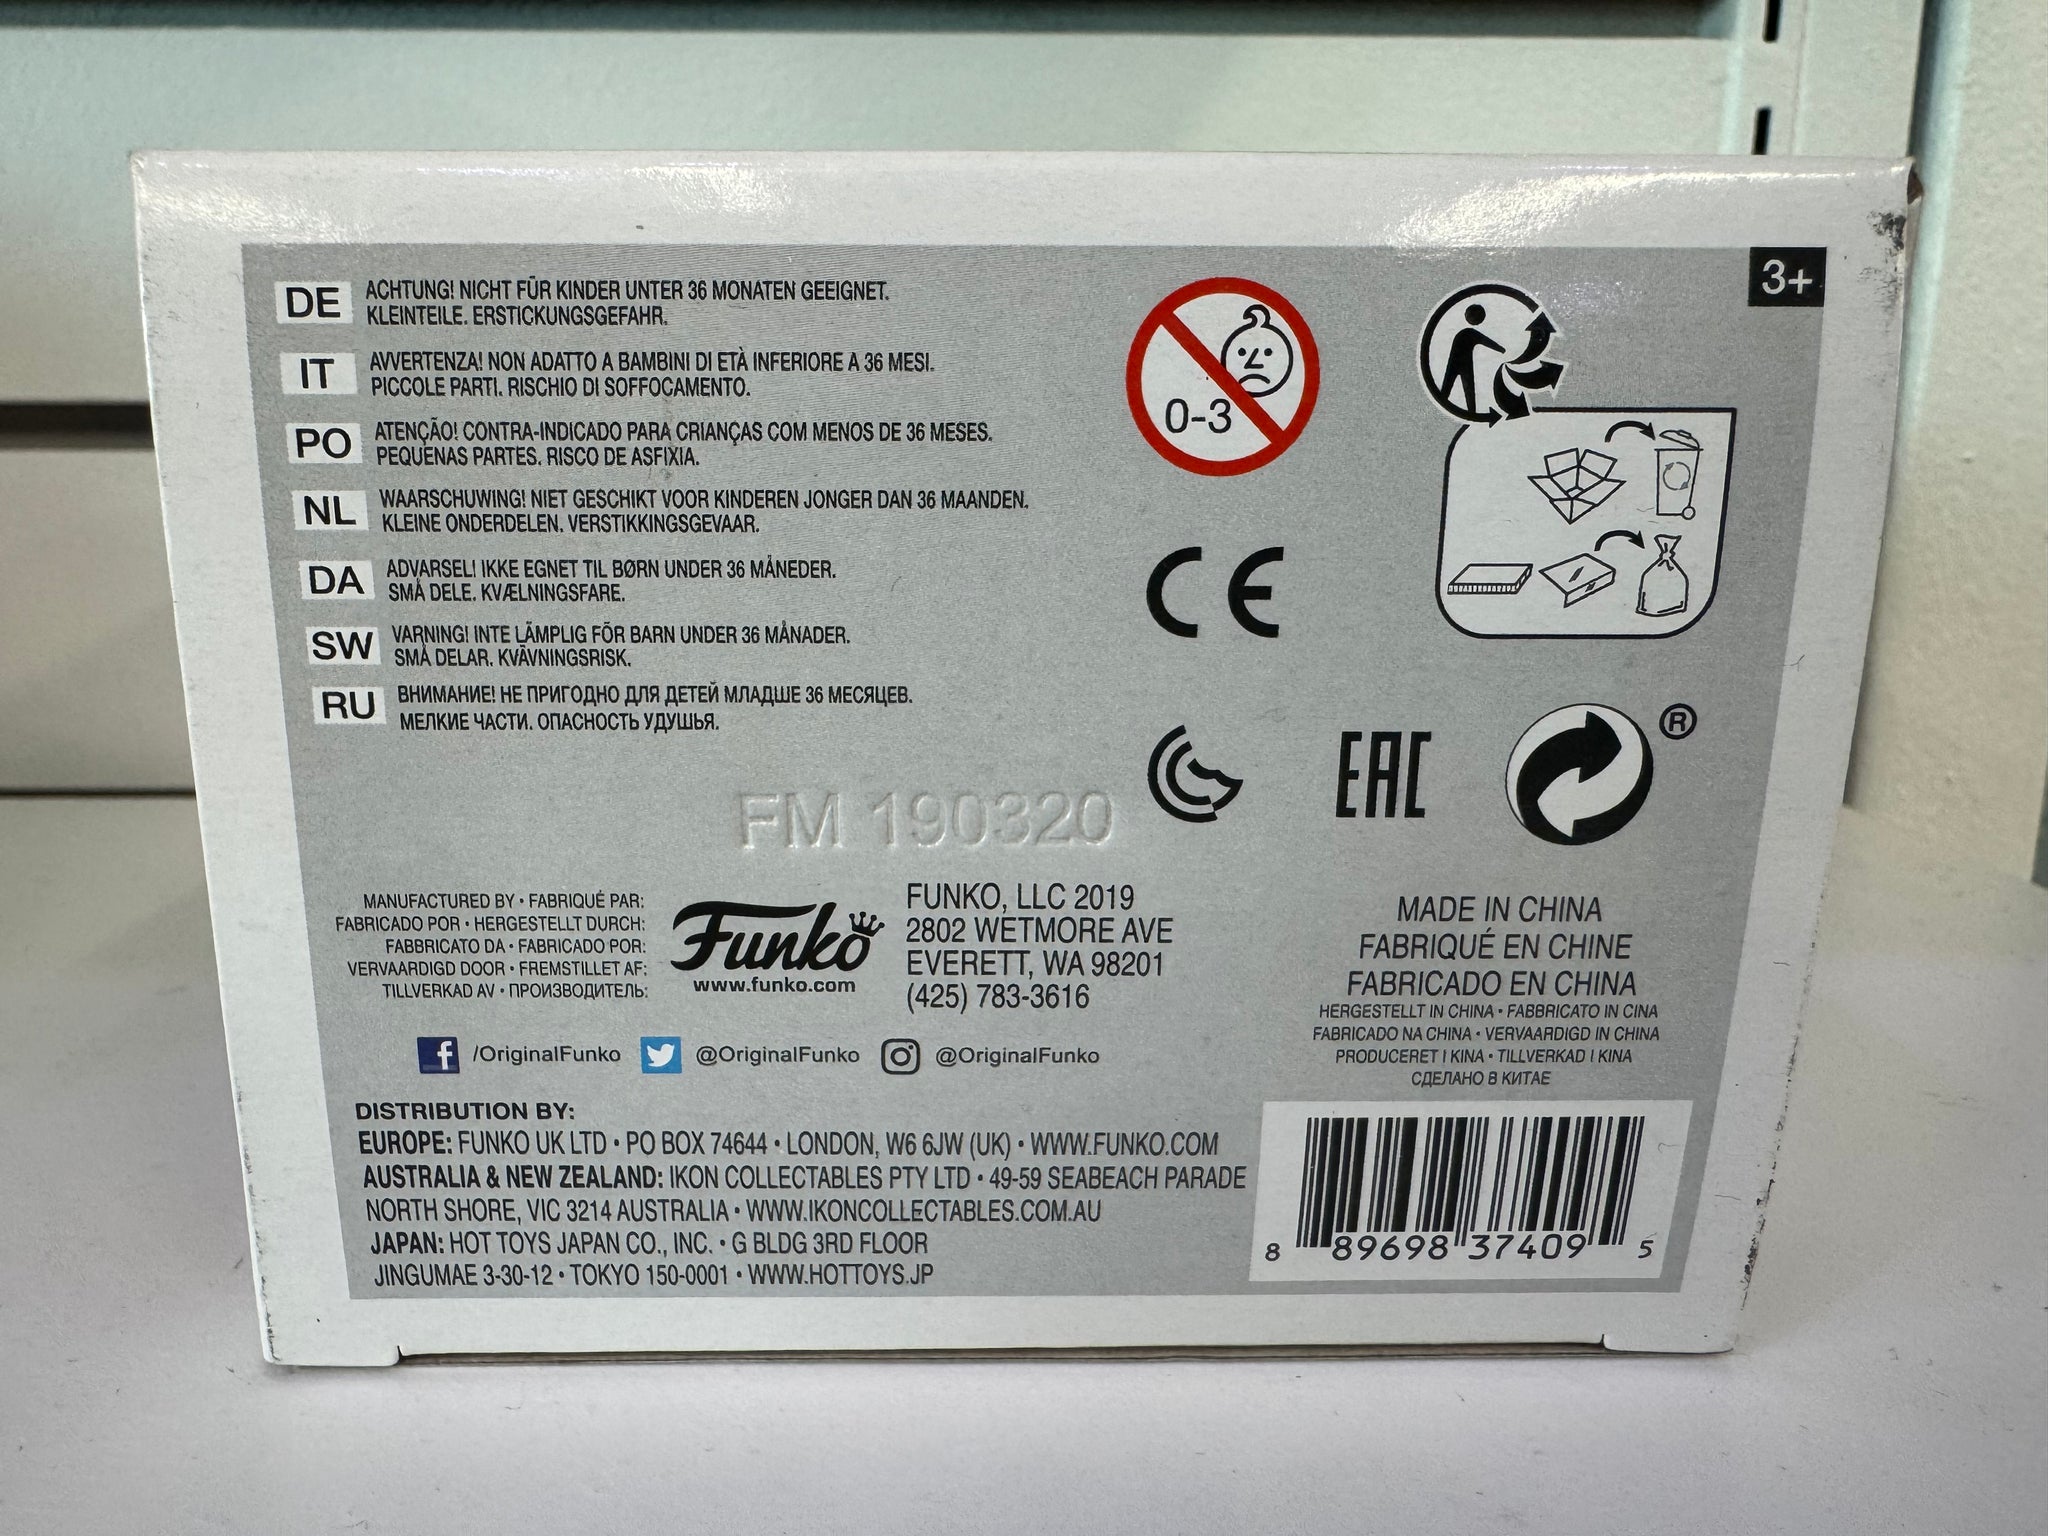 3+
DE
ACHTUNG! NICHT FÜR KINDER UNTER 36 MONATEN GEEIGNET.
KLEINTEILE. ERSTICKUNGSGEFAHR.
IT
AVVERTENZA! NON ADATTO A BAMBINI DI ETÀ INFERIORE A 36 MESI.
PICCOLE PARTI. RISCHIO DI SOFFOCAMENTO.
PO
ATENÇÃO! CONTRA-INDICADO PARA CRIANÇAS COM MENOS DE 36 MESES.
PEQUENAS PARTES. RISCO DE ASFIXIA.
NL
WAARSCHUWING! NIET GESCHIKT VOOR KINDEREN JONGER DAN 36 MAANDEN.
KLEINE ONDERDELEN. VERSTIKKINGSGEVAAR.
DA
ADVARSEL! IKKE EGNET TIL BØRN UNDER 36 MÅNEDER.
SMÅ DELE. KVÆLNINGSFARE.
SW
VARNING! INTE LÄMPLIG FÖR BARN UNDER 36 MÅNADER.
SMÅ DELAR. KVÄVNINGSRISK.
RU
ВНИМАНИЕ! НЕ ПРИГОДНО ДЛЯ ДЕТЕЙ МЛАДШЕ 36 МЕСЯЦЕВ.
МЕЛКИЕ ЧАСТИ. ОПАСНОСТЬ УДУШЬЯ.
0-3
CE
EAC
®
FM 190320
MANUFACTURED BY • FABRIQUÉ PAR:
FABRICADO POR • HERGESTELLT DURCH:
FABBRICATO DA • FABRICADO POR:
VERVAARDIGD DOOR • FREMSTILLET AF:
TILLVERKAD AV • ПРОИЗВОДИТЕЛЬ:
Funko
www.funko.com
FUNKO, LLC 2019
2802 WETMORE AVE
EVERETT, WA 98201
(425) 783-3616
MADE IN CHINA
FABRIQUÉ EN CHINE
FABRICADO EN CHINA
HERGESTELLT IN CHINA • FABBRICATO IN CINA
FABRICADO NA CHINA • VERVAARDIGD IN CHINA
PRODUCERET I KINA • TILLVERKAD I KINA
СДЕЛАНО В КИТАЕ
f /OriginalFunko @OriginalFunko @OriginalFunko
DISTRIBUTION BY:
EUROPE: FUNKO UK LTD • PO BOX 74644 • LONDON, W6 6JW (UK) • WWW.FUNKO.COM
AUSTRALIA & NEW ZEALAND: IKON COLLECTABLES PTY LTD • 49-59 SEABEACH PARADE
NORTH SHORE, VIC 3214 AUSTRALIA • WWW.IKONCOLLECTABLES.COM.AU
JAPAN: HOT TOYS JAPAN CO., INC. • G BLDG 3RD FLOOR
JINGUMAE 3-30-12 • TOKYO 150-0001 • WWW.HOTTOYS.JP
8 89698 37409 5